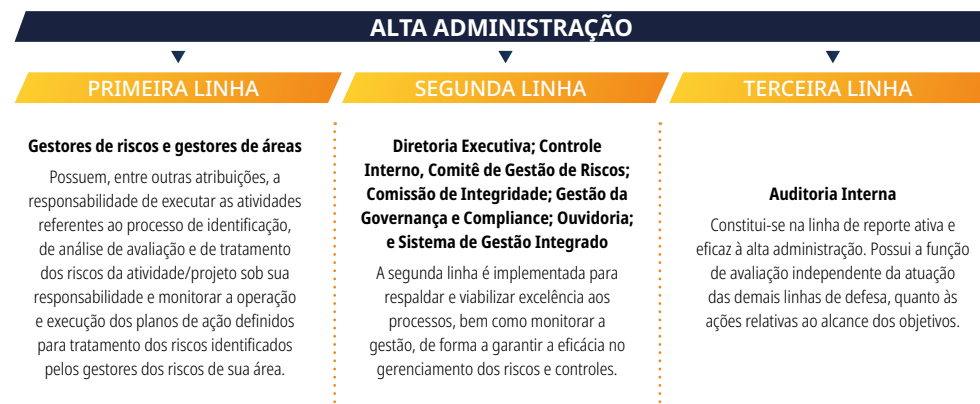 ALTA ADMINISTRAÇÃO
PRIMEIRA LINHA
Gestores de riscos e gestores de áreas
Possuem, entre outras atribuições, a
responsabilidade de executar as atividades
referentes ao processo de identificação,
de análise de avaliação e de tratamento
dos riscos da atividade/projeto sob sua
responsabilidade e monitorar a operação
e execução dos planos de ação definidos
para tratamento dos riscos identificados
pelos gestores dos riscos de sua área.
SEGUNDA LINHA
Diretoria Executiva; Controle
Interno, Comitê de Gestão de Riscos;
Comissão de Integridade; Gestão da
Governança e Compliance; Ouvidoria;
e Sistema de Gestão Integrado
A segunda linha é implementada para
respaldar e viabilizar excelência aos
processos, bem como monitorar a
gestão, de forma a garantir a eficácia no
gerenciamento dos riscos e controles.
TERCEIRA LINHA
Auditoria Interna
Constitui-se na linha de reporte ativa e
eficaz à alta administração. Possui a função
de avaliação independente da atuação
das demais linhas de defesa, quanto às
ações relativas ao alcance dos objetivos.